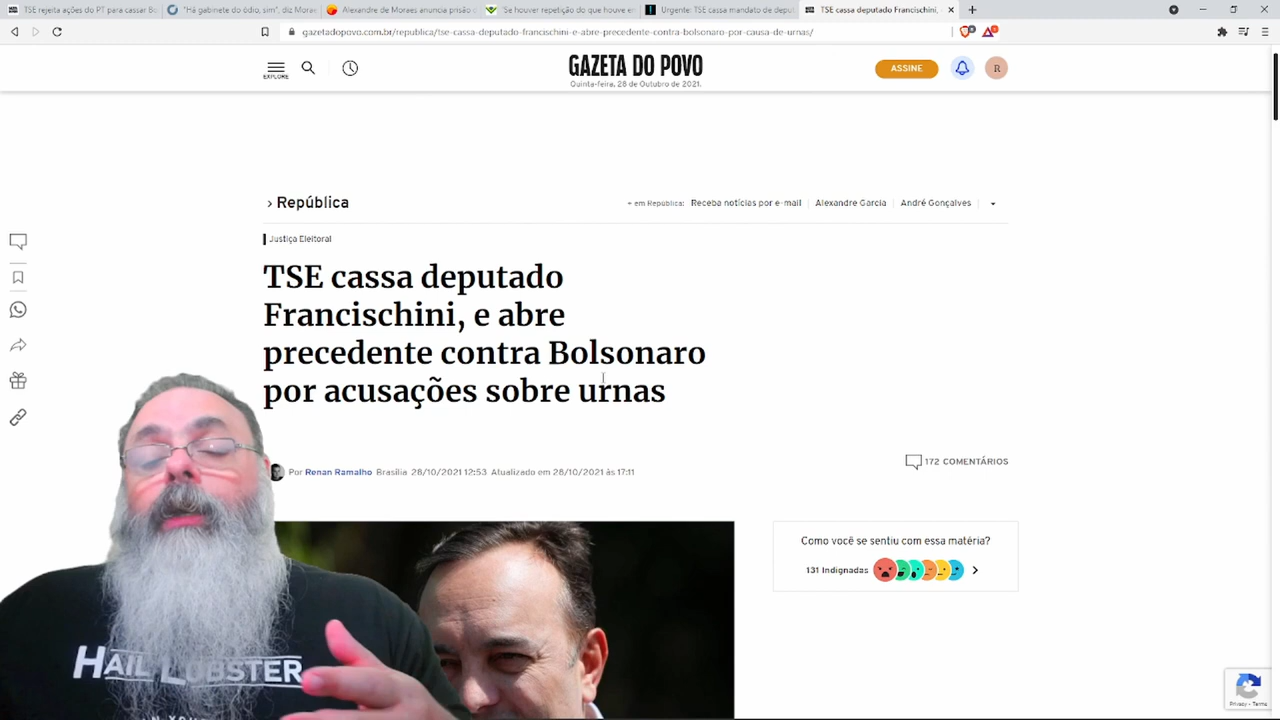 TSE rejeita ações do PT para cassar Bo
"Há gabinete do ódio, sim", diz Morae
Alexandre de Moraes anuncia prisão
"Se houver repetição do que houve em
Urgente: TSE cassa mandato de deput
TSE cassa deputado Francischini,
gazetadopovo.com.br/republica/tse-cassa-deputado-francischini-e-abre-precedente-contra-bolsonaro-por-causa-de-urnas/
EXPLORE
GAZETA DO POVO
Quinta-feira, 28 de Outubro de 2021.
ASSINE
R
República
+ em República: Receba notícias por e-mail Alexandre Garcia André Gonçalves
Justiça Eleitoral
TSE cassa deputado
Francischini, e abre
precedente contra Bolsonaro
por acusações sobre urnas
Por Renan Ramalho Brasília 28/10/2021 12:53 Atualizado em 28/10/2021 às 17:11
172 COMENTÁRIOS
Como você se sentiu com essa matéria?
131 Indignadas
HAIL LOBSTER
Privacy - Terms